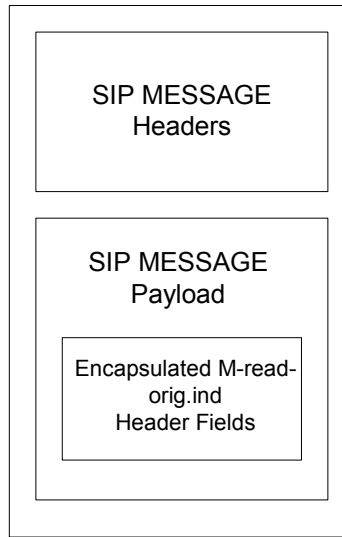 SIP MESSAGE
Headers
SIP MESSAGE
Payload
Encapsulated M-read-
orig.ind
Header Fields